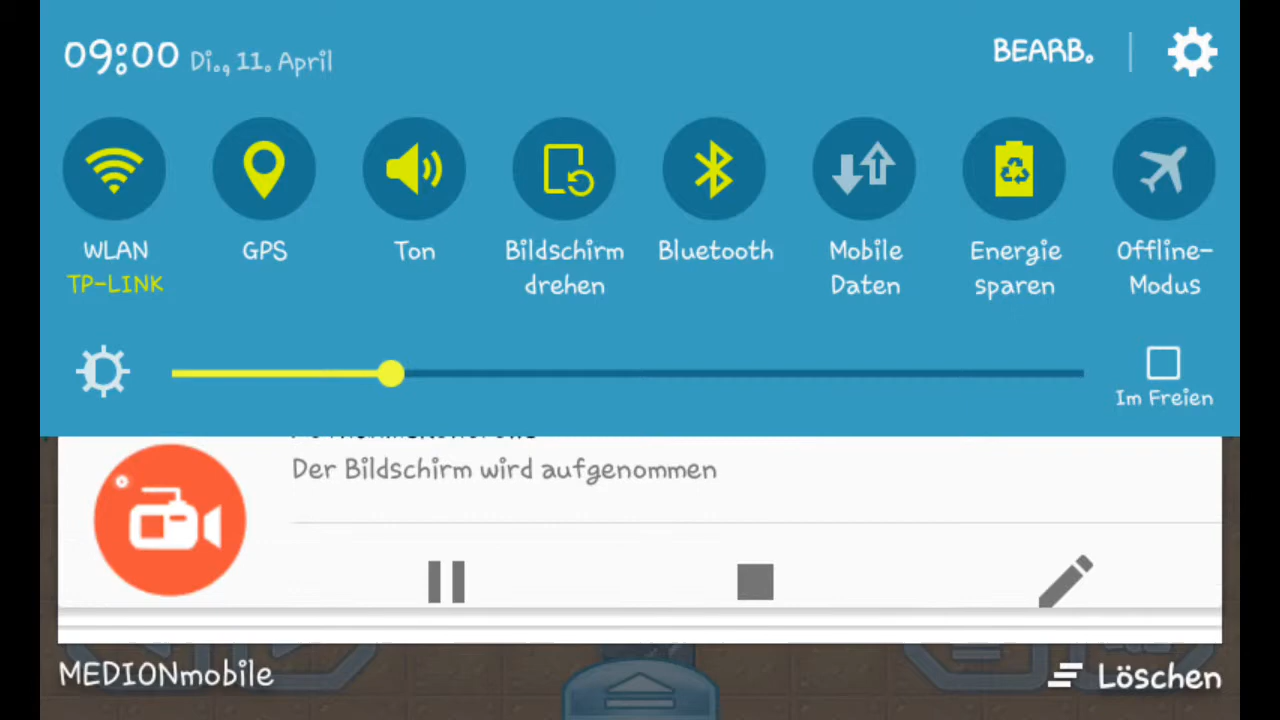 09:00 Di., 11. April
BEARB.
WLAN
TP-LINK
GPS
Ton
Bildschirm
drehen
Bluetooth
Mobile
Daten
Energie
sparen
Offline-
Modus
Im Freien
Der Bildschirm wird aufgenommen
MEDIONmobile
Löschen